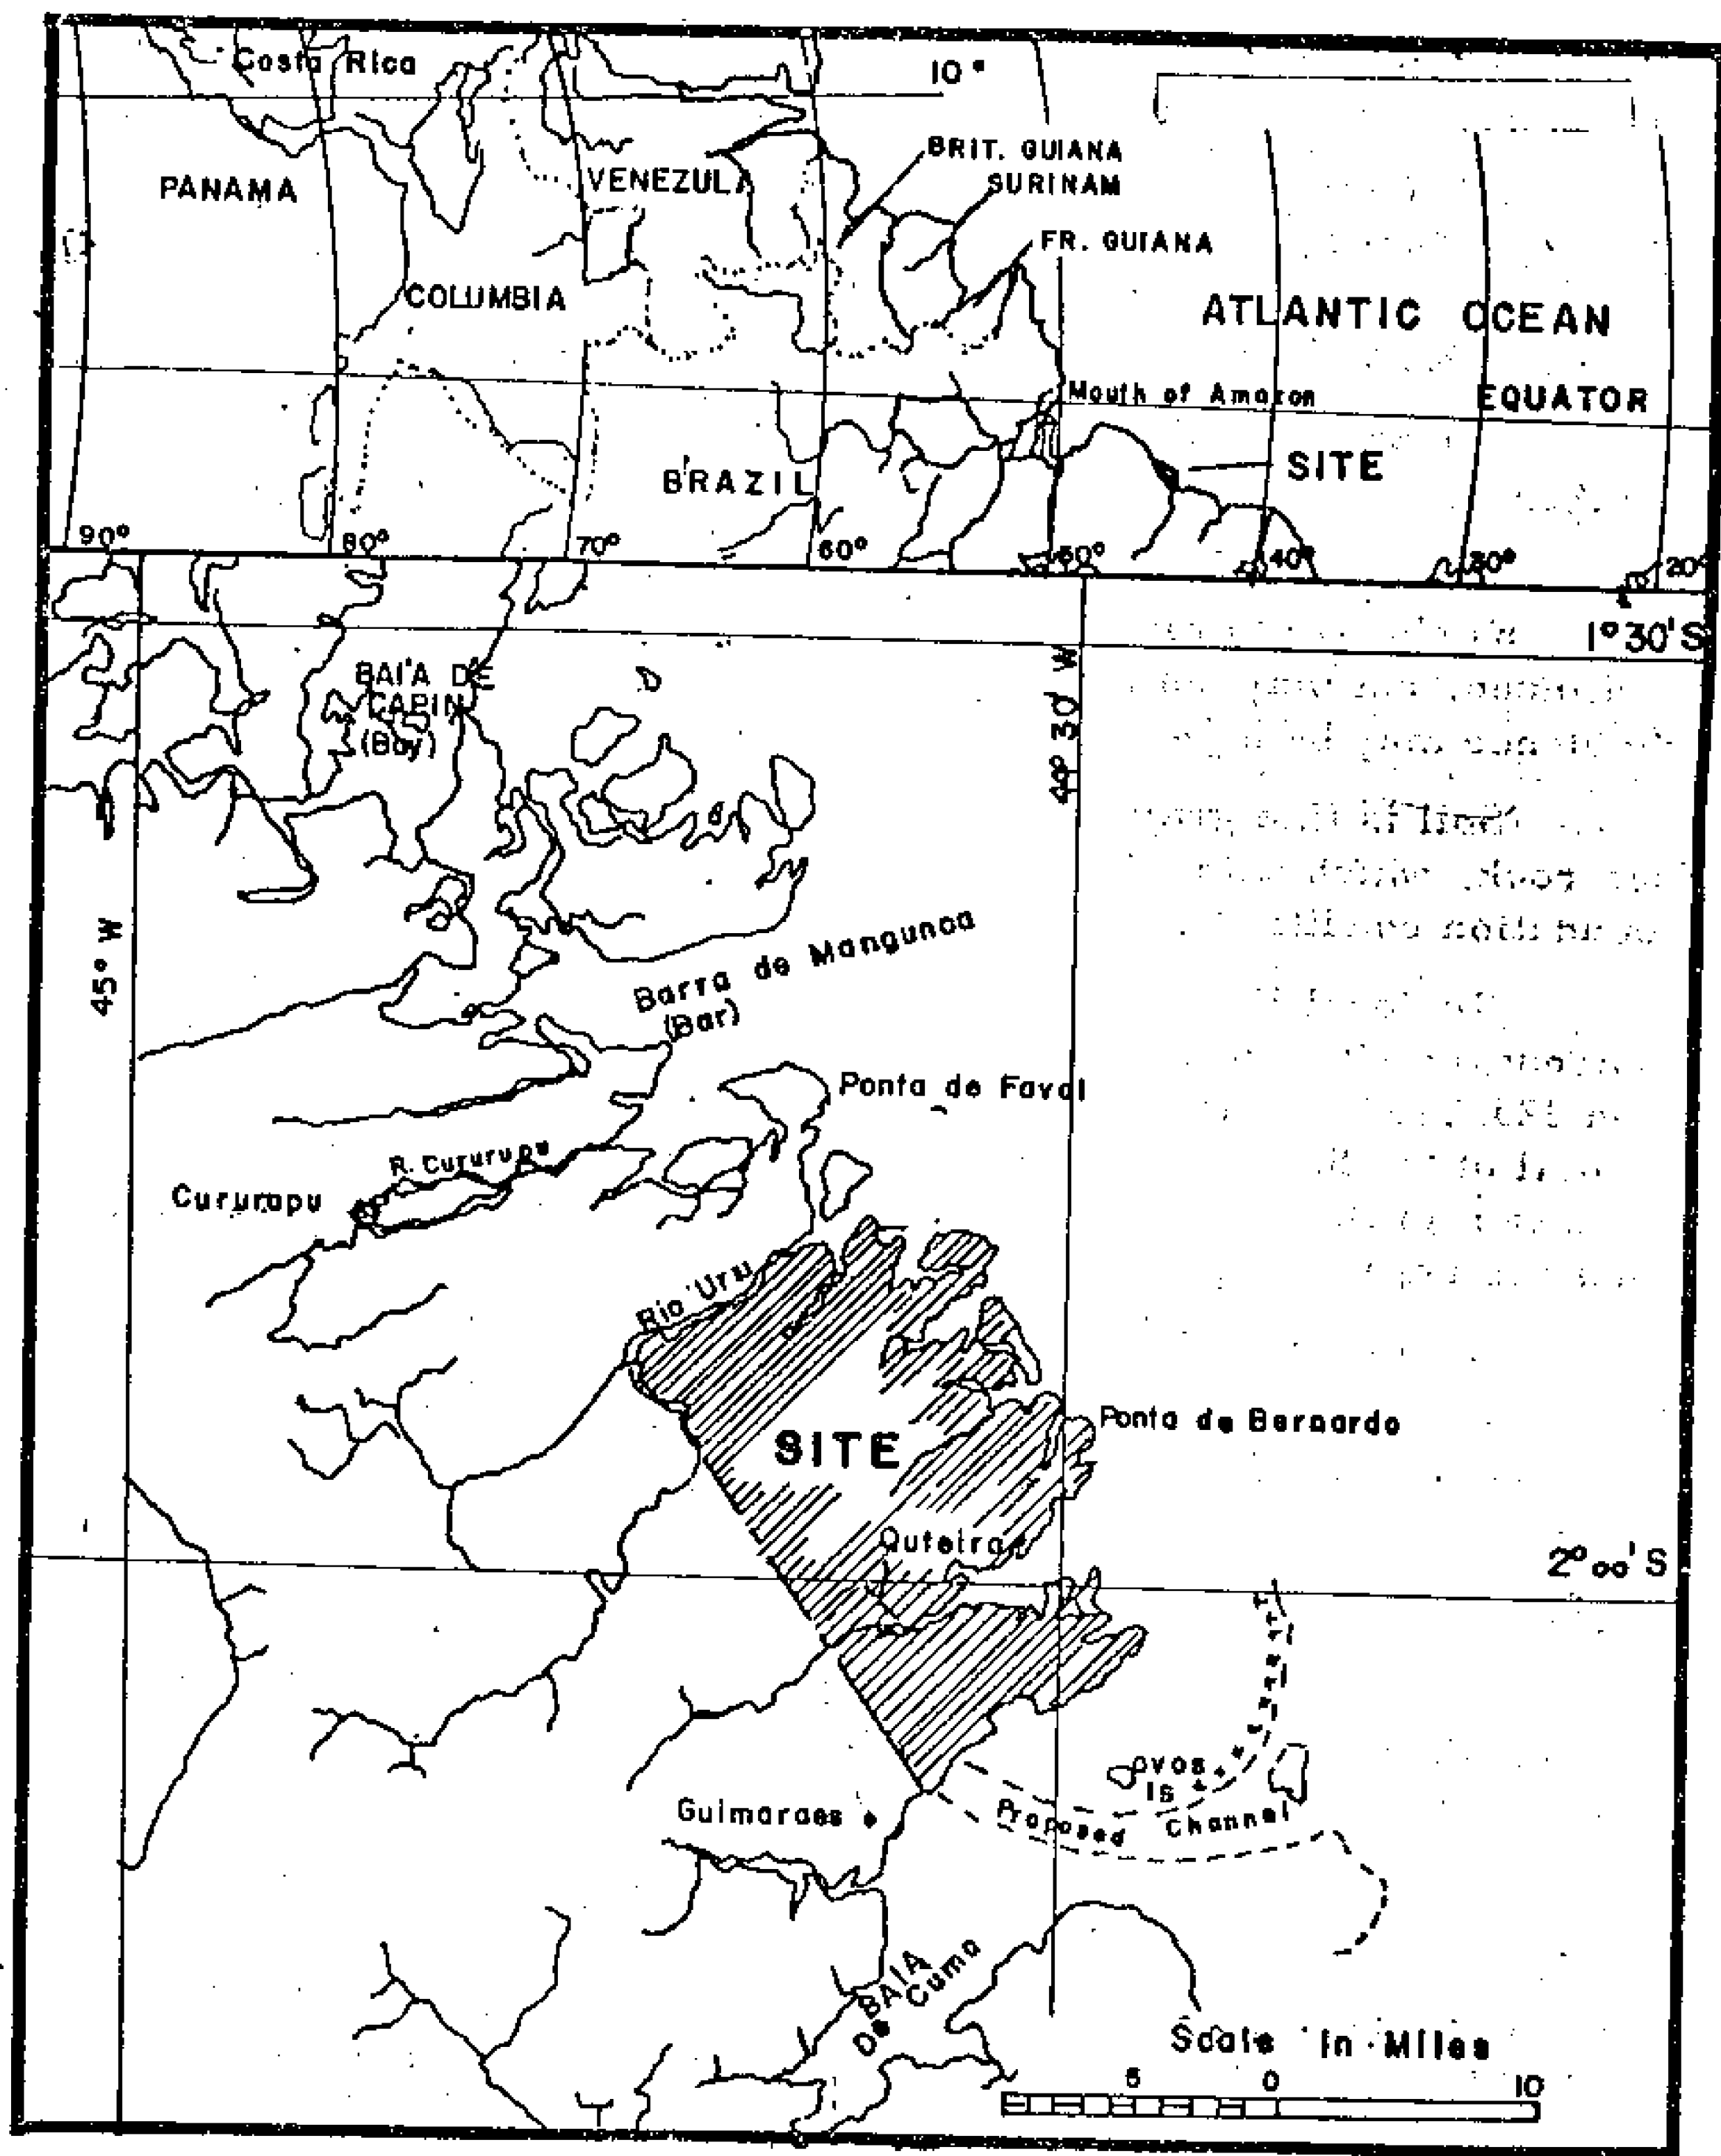 Costa Rica
10°
BRIT. GUIANA
SURINAM
PANAMA
VENEZULA
FR. GUIANA
COLUMBIA
ATLANTIC OCEAN
Mouth of Amazon
EQUATOR
BRAZIL
SITE
90°
80°
70°
60°
50°
40°
30°
20°
1°30'S
BAI'A DE
CAPIN
(Bay)
44° 30' W
45° W
Barra de Mangunca
(Bar)
Ponta de Faval
R. Cururupu
Cururapu
Rio Uru
SITE
Ponta de Bernardo
Outeiro
2°00'S
OVOS
IS
Guimaraes
Proposed Channel
BAIA
De Cuma
Scale In Miles
5
0
10